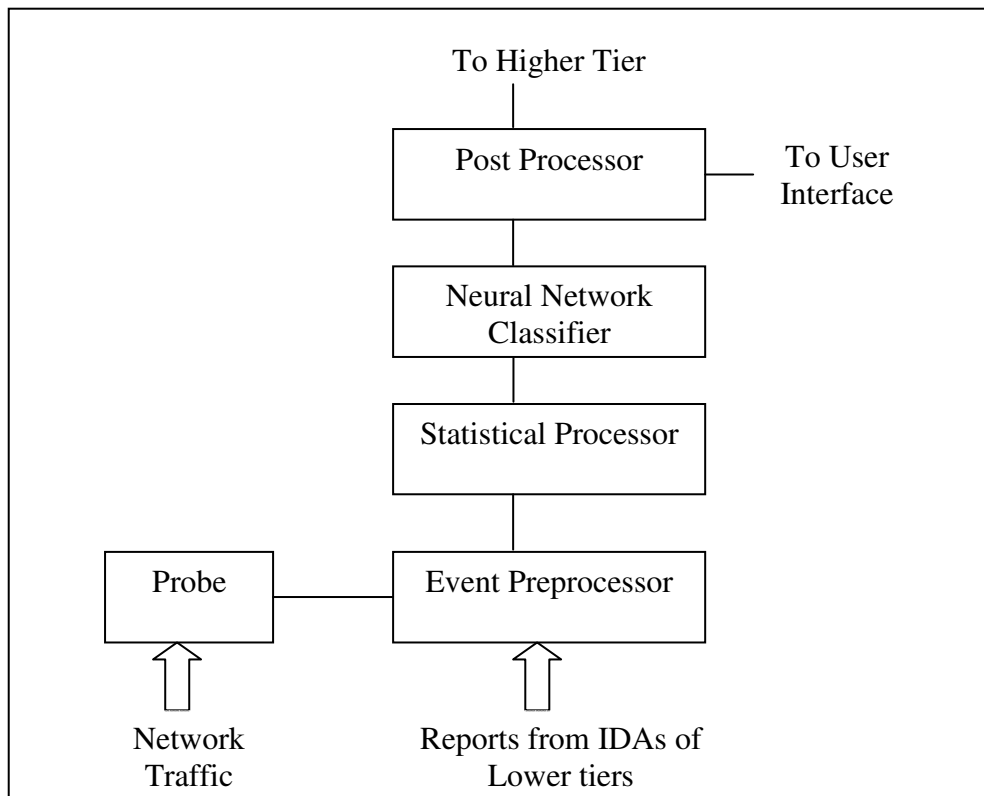 To Higher Tier
Post Processor
To User
Interface
Neural Network
Classifier
Statistical Processor
Probe
Event Preprocessor
Network
Traffic
Reports from IDAs of
Lower tiers